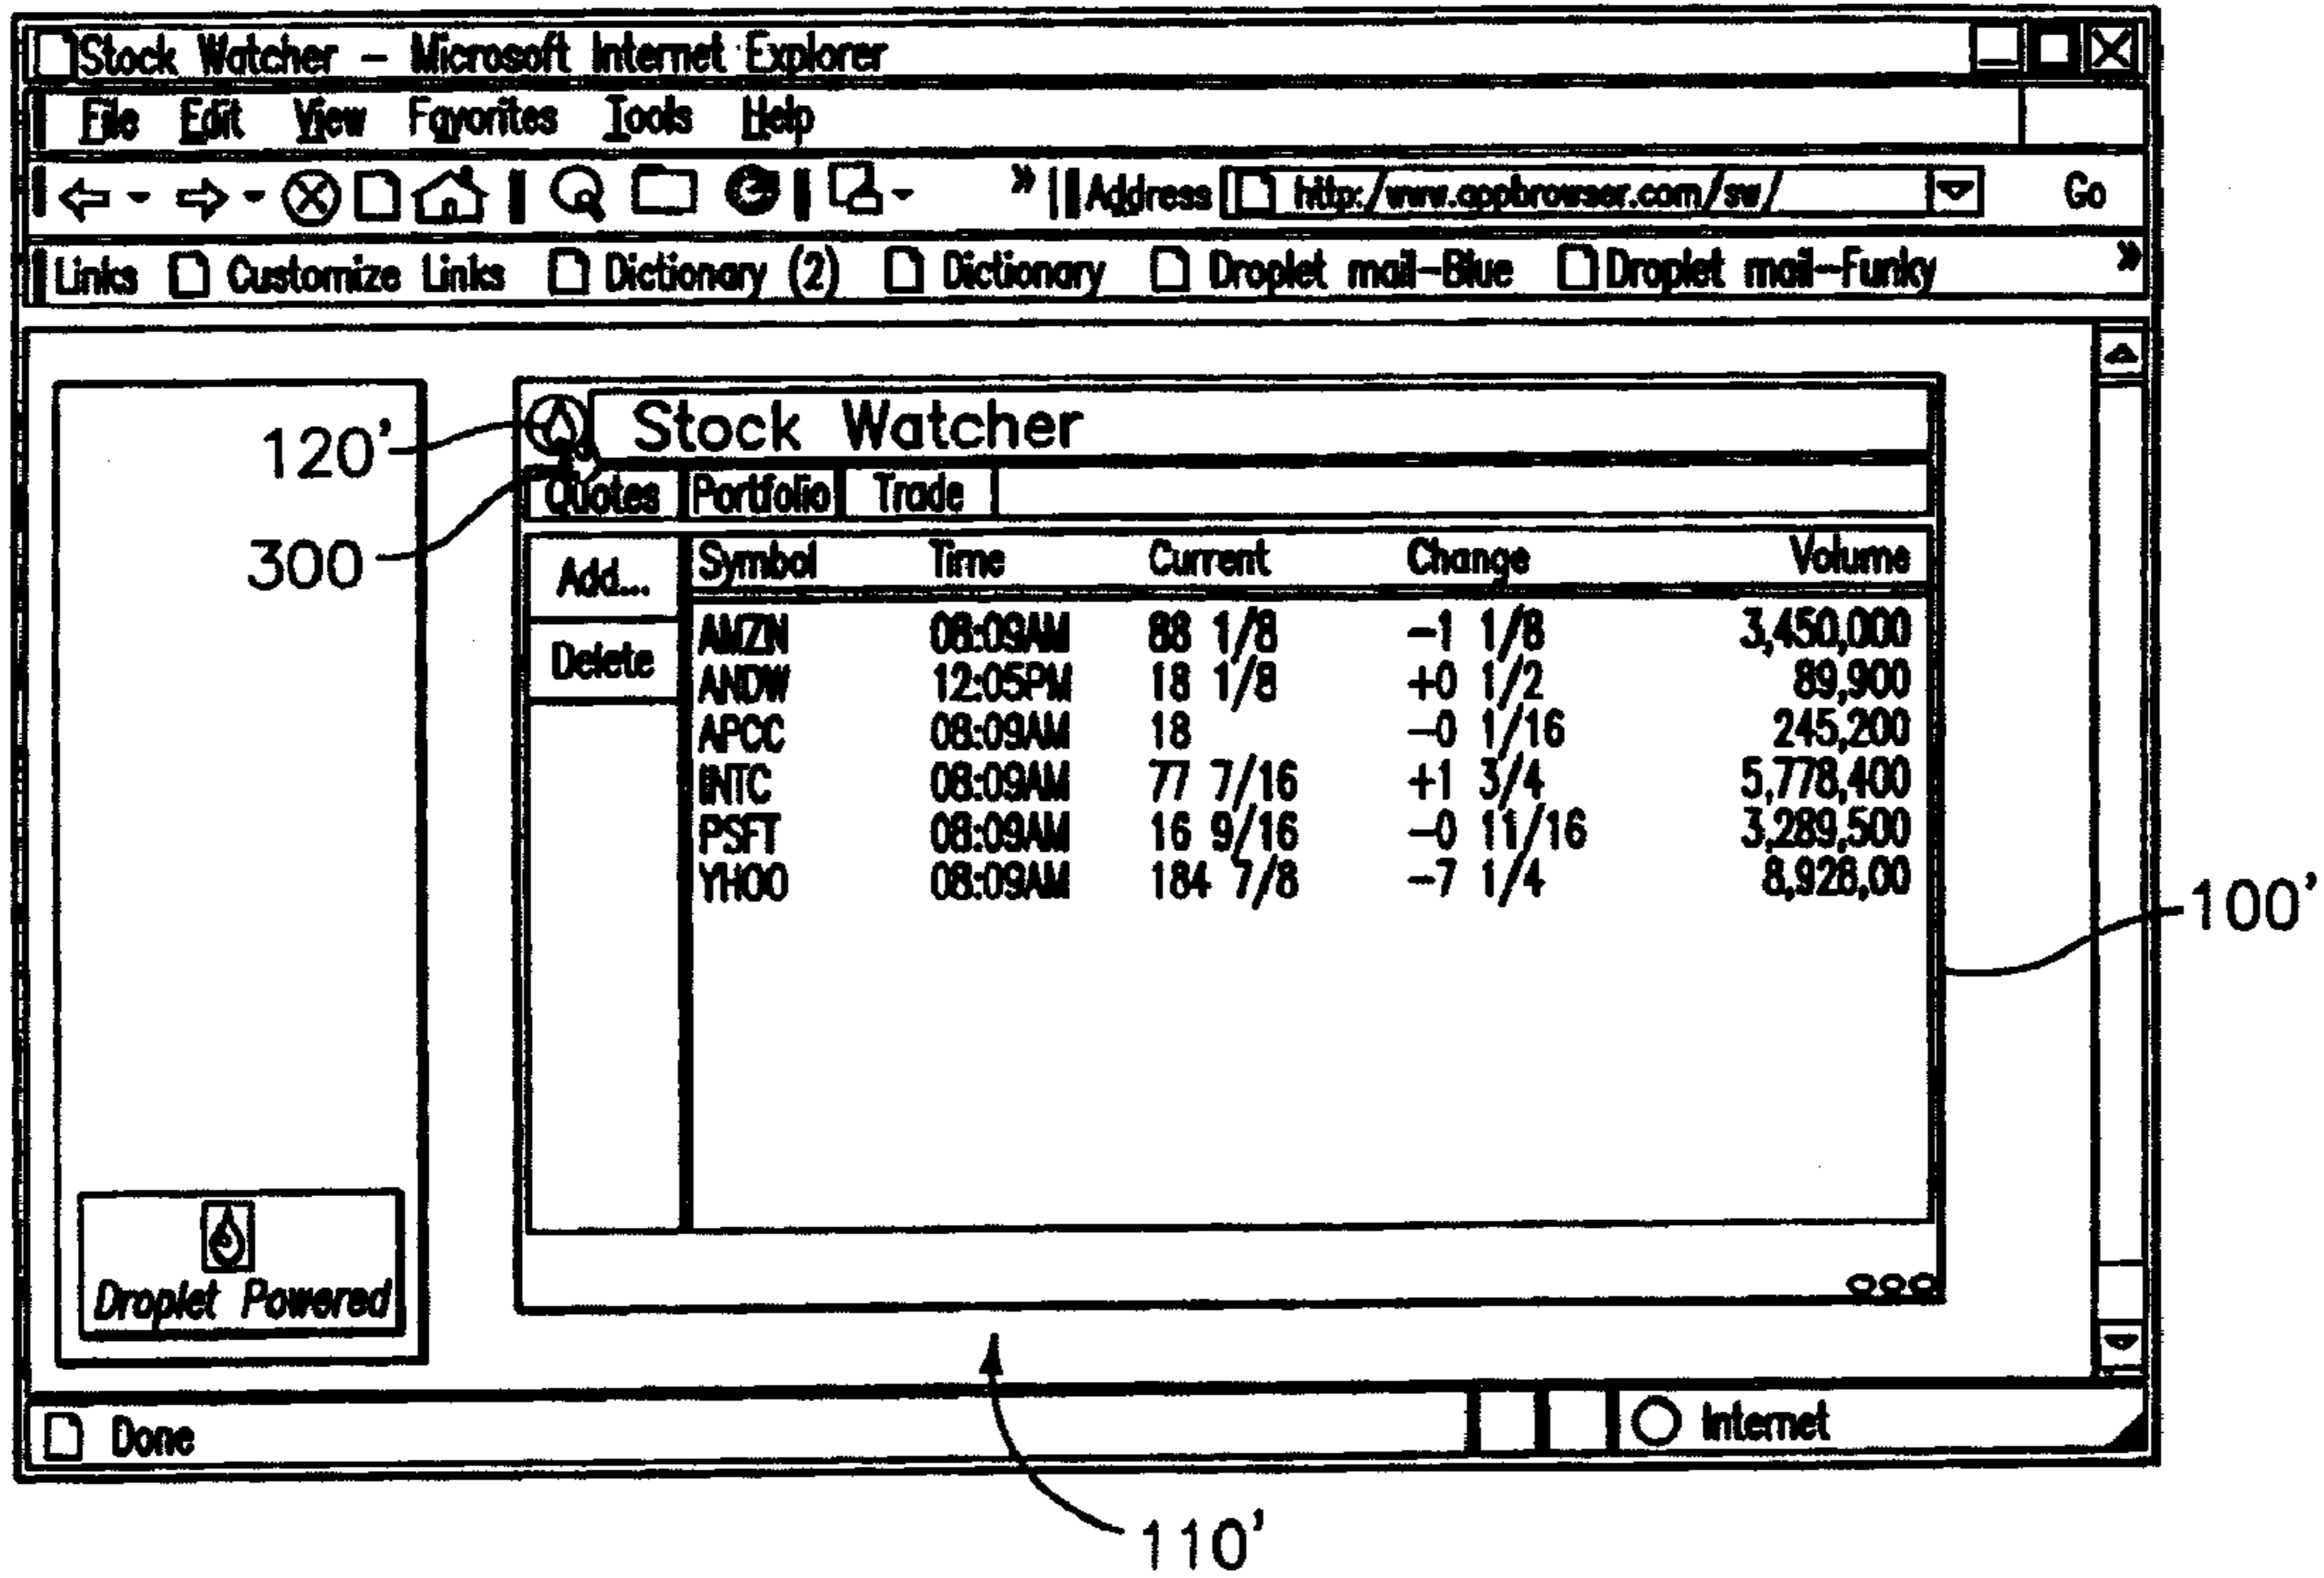 Stock Watcher – Microsoft Internet Explorer
File Edit View Favorites Tools Help
» Address http:/www.appbrowser.com/sw/ Go
Links Customize Links Dictionary (2) Dictionary Droplet mail–Blue Droplet mail–Funky »
120' Stock Watcher
Quotes Portfolio Trade
300
Add... Symbol Time Current Change Volume
AMZN 08:09AM 88 1/8 –1 1/8 3,450,000
Delete
ANDW 12:05PM 18 1/8 +0 1/2 89,900
APCC 08:09AM 18 –0 1/16 245,200
INTC 08:09AM 77 7/16 +1 3/4 5,778,400
PSFT 08:09AM 16 9/16 –0 11/16 3,289,500
YHOO 08:09AM 184 7/8 –7 1/4 8,928,00
100'
Droplet Powered
Done Internet
110'